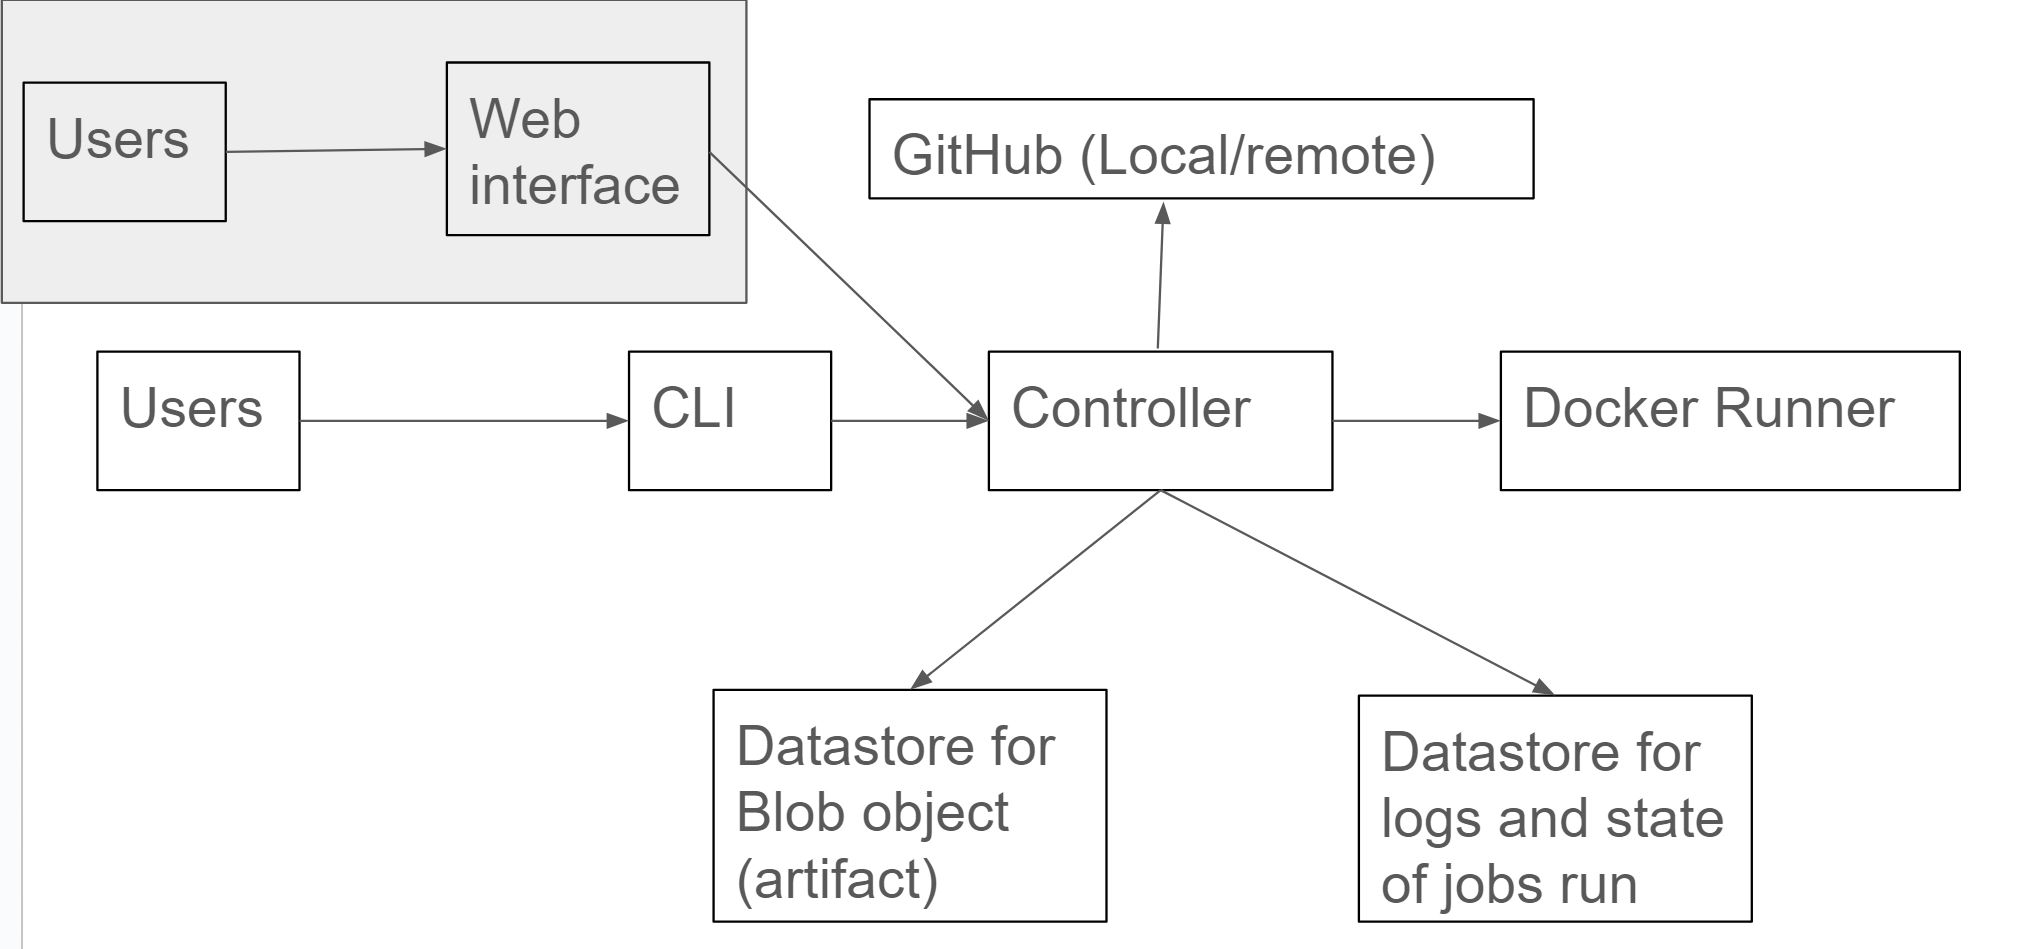 Users
Web
interface
GitHub (Local/remote)
Users
CLI
Controller
Docker Runner
Datastore for
Blob object
(artifact)
Datastore for
logs and state
of jobs run